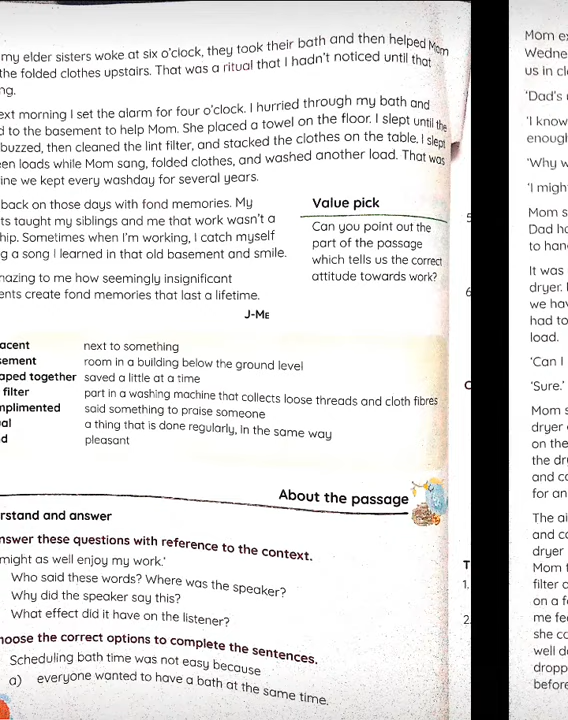 my elder sisters woke at six o'clock, they took their bath and then helped Mom
the folded clothes upstairs. That was a ritual that I hadn't noticed until that
ng.
ext morning I set the alarm for four o'clock. I hurried through my bath and
d to the basement to help Mom. She placed a towel on the floor. I slept until the
buzzed, then cleaned the lint filter, and stacked the clothes on the table. I slept
en loads while Mom sang, folded clothes, and washed another load. That was
ine we kept every washday for several years.
back on those days with fond memories. My
ts taught my siblings and me that work wasn't a
hip. Sometimes when I'm working, I catch myself
g a song I learned in that old basement and smile.
nazing to me how seemingly insignificant
ents create fond memories that last a lifetime.
J-Me
Value pick
Can you point out the
part of the passage
which tells us the correct
attitude towards work?
acent next to something
sement room in a building below the ground level
aped together saved a little at a time
filter part in a washing machine that collects loose threads and cloth fibres
mplimented said something to praise someone
al a thing that is done regularly, in the same way
d pleasant
About the passage
rstand and answer
nswer these questions with reference to the context.
might as well enjoy my work.'
Who said these words? Where was the speaker?
Why did the speaker say this?
What effect did it have on the listener?
hoose the correct options to complete the sentences.
Scheduling bath time was not easy because
a) everyone wanted to have a bath at the same time.
5
6
C
T
1.
2
Mom e
Wedne
us in cl
'Dad's
'I know
enough
'Why w
'I migh
Mom s
Dad ha
to han
It was
dryer.
we hav
had to
load.
'Can I
'Sure.'
Mom s
dryer
on the
the dr
and co
for an
The ai
and co
dryer
Mom t
filter
on a f
me fe
she co
well d
dropp
before